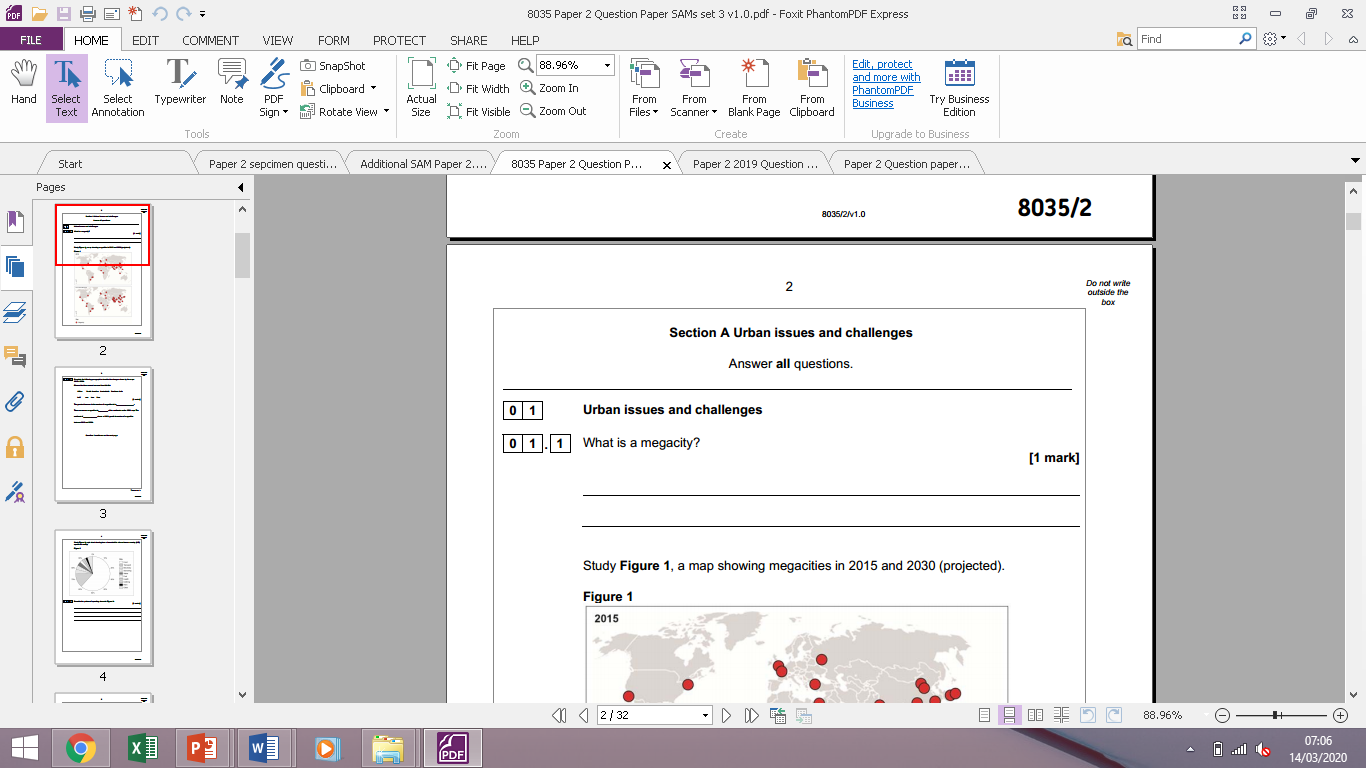 8035 Paper 2 Question Paper SAMs set 3 v1.0.pdf - Foxit PhantomPDF Express
FILE HOME EDIT COMMENT VIEW FORM PROTECT SHARE HELP
Find
Hand
Select Text
Select Annotation
Typewriter
Note
PDF Sign
SnapShot
Clipboard
Rotate View
Tools
Actual Size
Fit Page
Fit Width
Fit Visible
88.96%
Zoom In
Zoom Out
Zoom
From Files
From Scanner
From Blank Page
From Clipboard
Create
Edit, protect
and more with
PhantomPDF
Business
Try Business Edition
Upgrade to Business
Start
Paper 2 sepcimen questi...
Additional SAM Paper 2....
8035 Paper 2 Question P...
Paper 2 2019 Question ...
Paper 2 Question paper...
Pages
2
3
4
8035/2/v1.0
8035/2
2
Do not write
outside the
box
Section A Urban issues and challenges
Answer all questions.
0 1 Urban issues and challenges
0 1 . 1 What is a megacity?
[1 mark]
Study Figure 1, a map showing megacities in 2015 and 2030 (projected).
Figure 1
2015
2 / 32
88.96%
07:06
14/03/2020